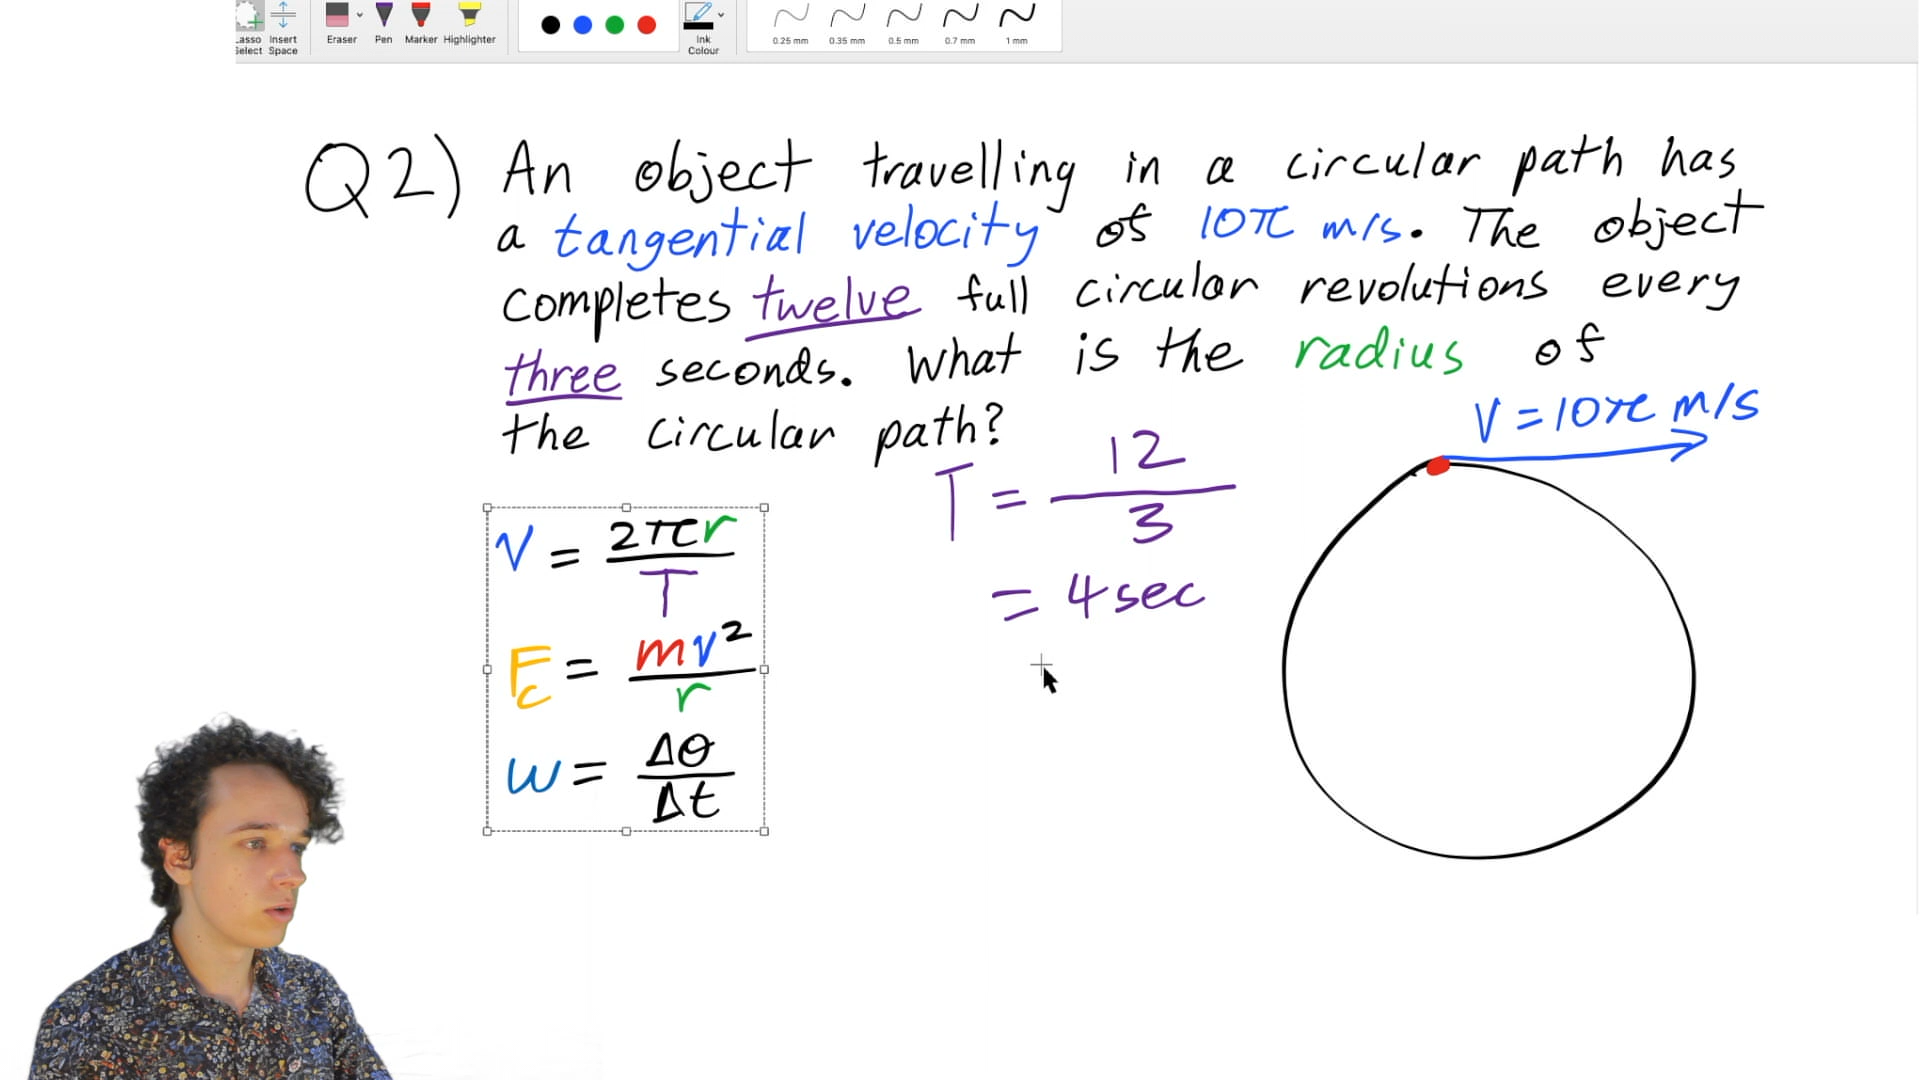 Lasso Select
Insert Space
Eraser
Pen
Marker
Highlighter
Ink Colour
0.25 mm
0.35 mm
0.5 mm
0.7 mm
1 mm
Q2) An object travelling in a circular path has
a tangential velocity of 10π m/s. The object
completes twelve full circular revolutions every
three seconds. What is the radius of
the circular path?
V = 10π m/s
T = 12/3
= 4 sec
V = 2πr/T
Fc = mv²/r
ω = Δθ/Δt